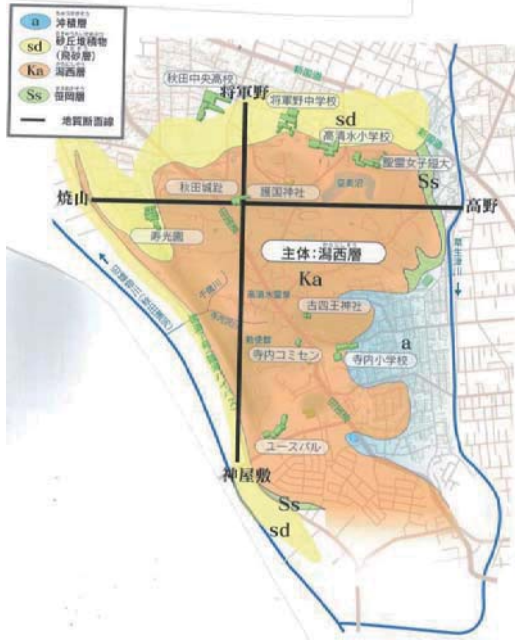 a 沖積層
sd 砂丘堆積物
(飛砂層)
Ka 潟西層
Ss 笹岡層
地質断面線
秋田中央高校
将軍野
将軍野中学校
sd
高清水小学校
聖霊女子短大
Ss
秋田城趾
護国神社
焼山
高野
寿光園
主体:潟西層
Ka
草生津川
古四王神社
a
寺内コミセン
寺内小学校
ユースパル
神屋敷
Ss
sd